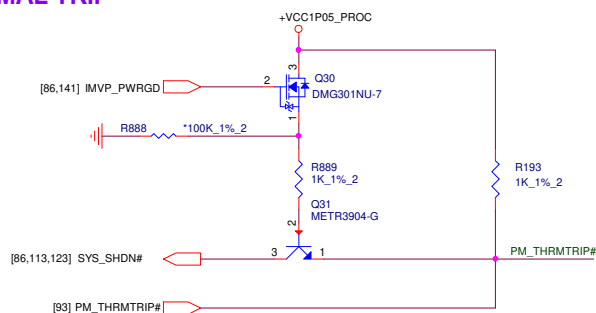 MAL TRIP
+VCC1P05_PROC
3
Q30
2
[86,141] IMVP_PWRGD
DMG301NU-7
1
R888 *100K_1%_2
R889
1K_1%_2
R193
1K_1%_2
Q31
METR3904-G
2
[86,113,123] SYS_SHDN#
3 1
PM_THRMTRIP#
[93] PM_THRMTRIP#